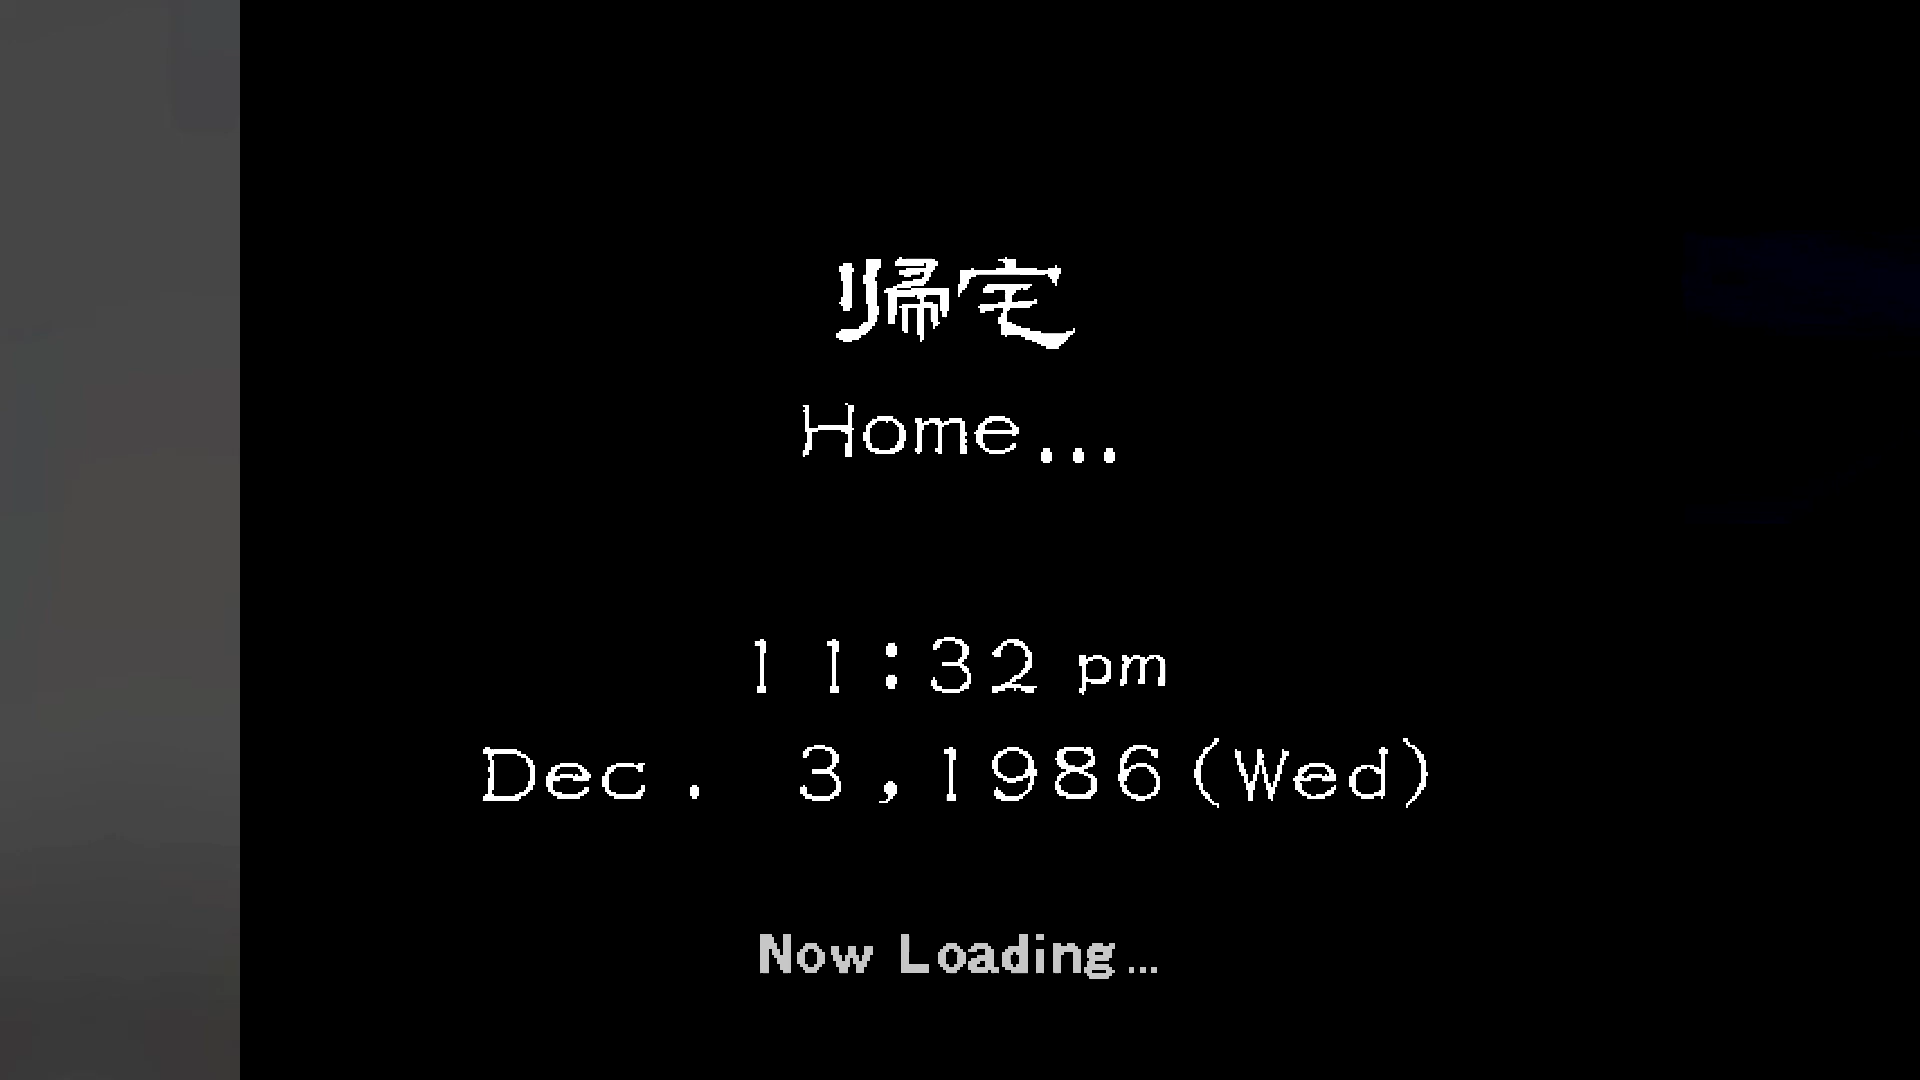 帰宅
Home...
11:32 pm
Dec. 3,1986(Wed)
Now Loading...